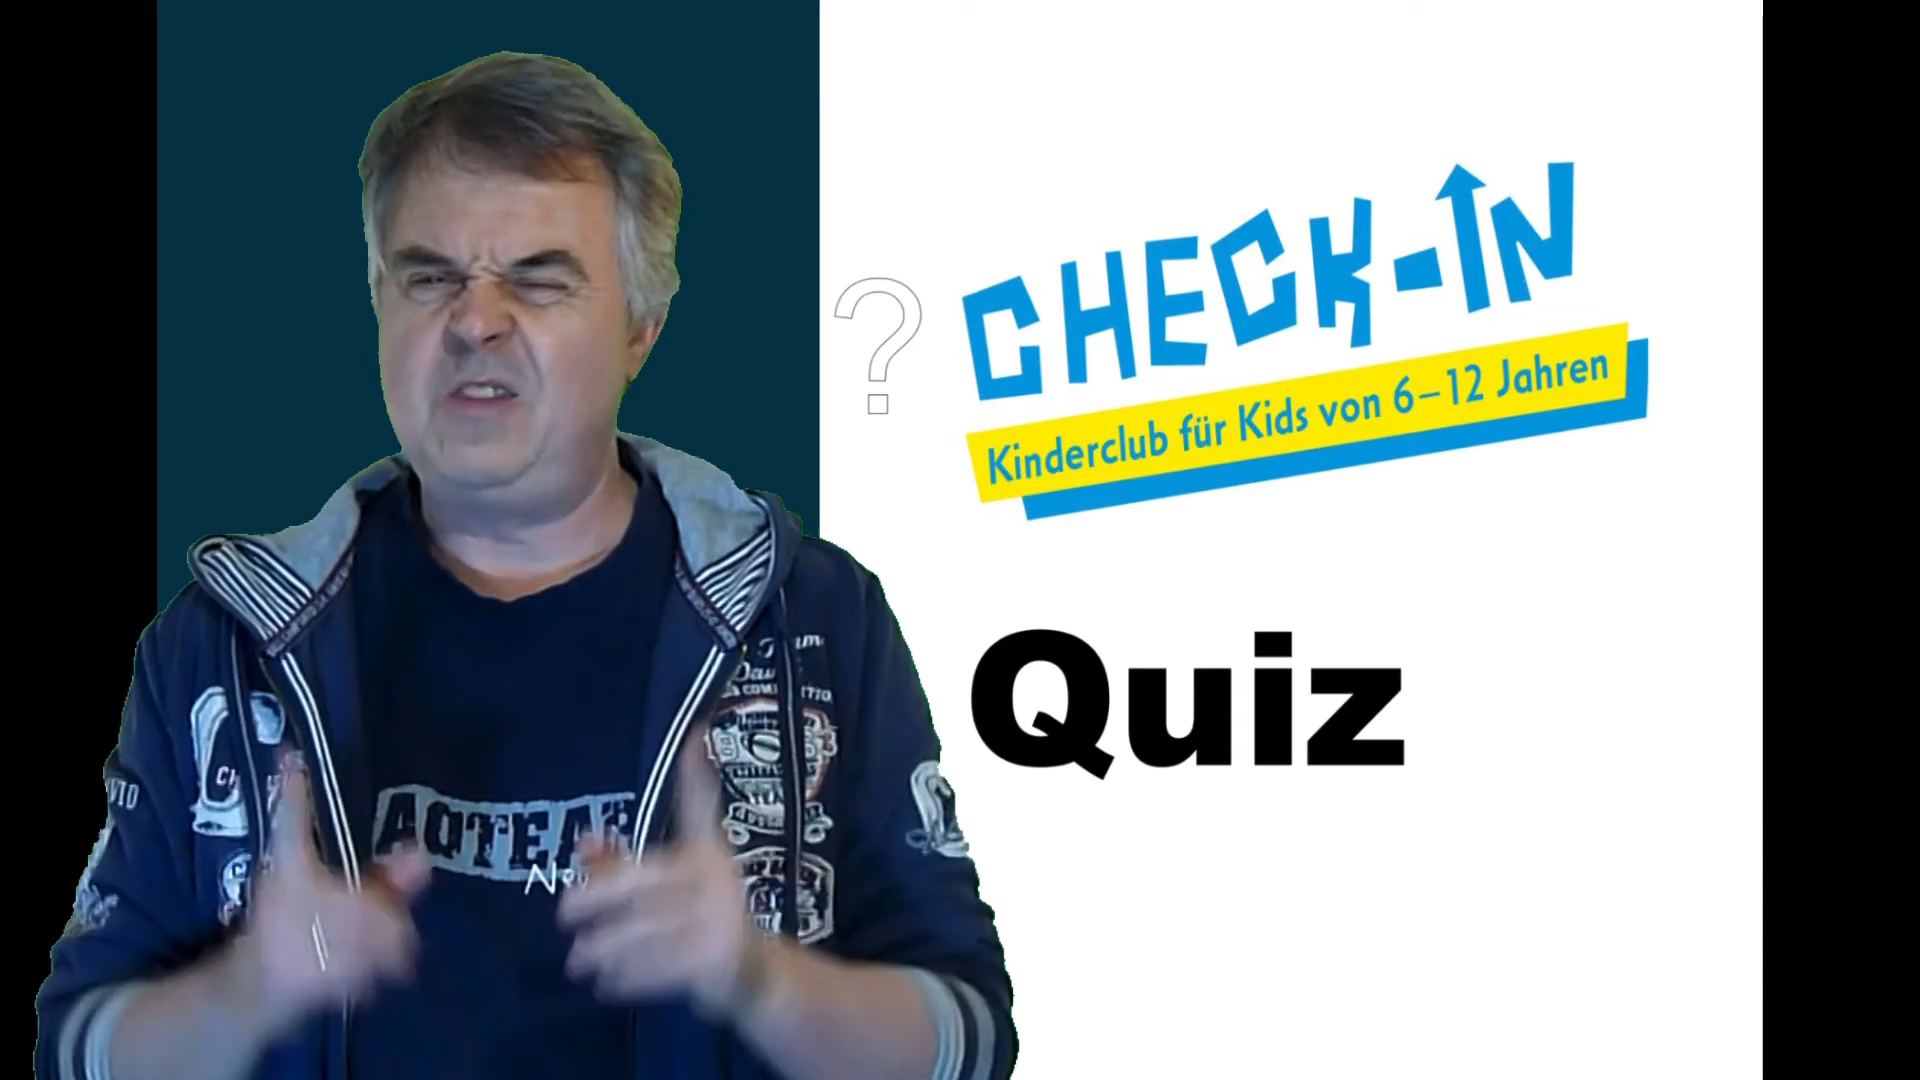 ?
CHECK-IN
Kinderclub für Kids von 6–12 Jahren
Quiz
AOTEA